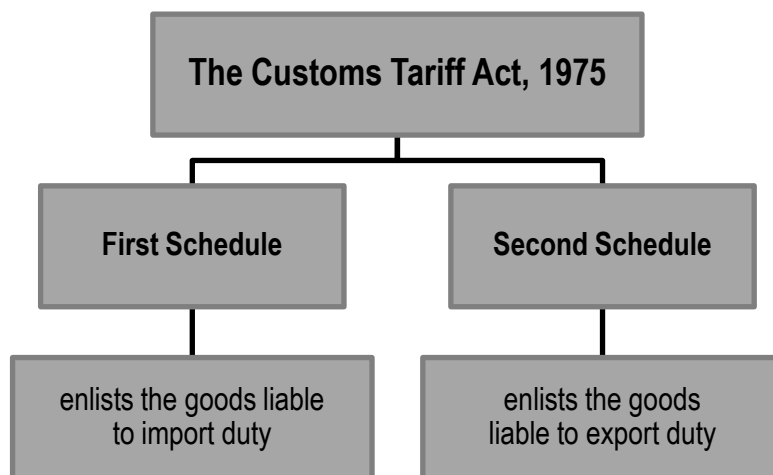 The Customs Tariff Act, 1975
First Schedule
Second Schedule
enlists the goods liable
to import duty
enlists the goods
liable to export duty